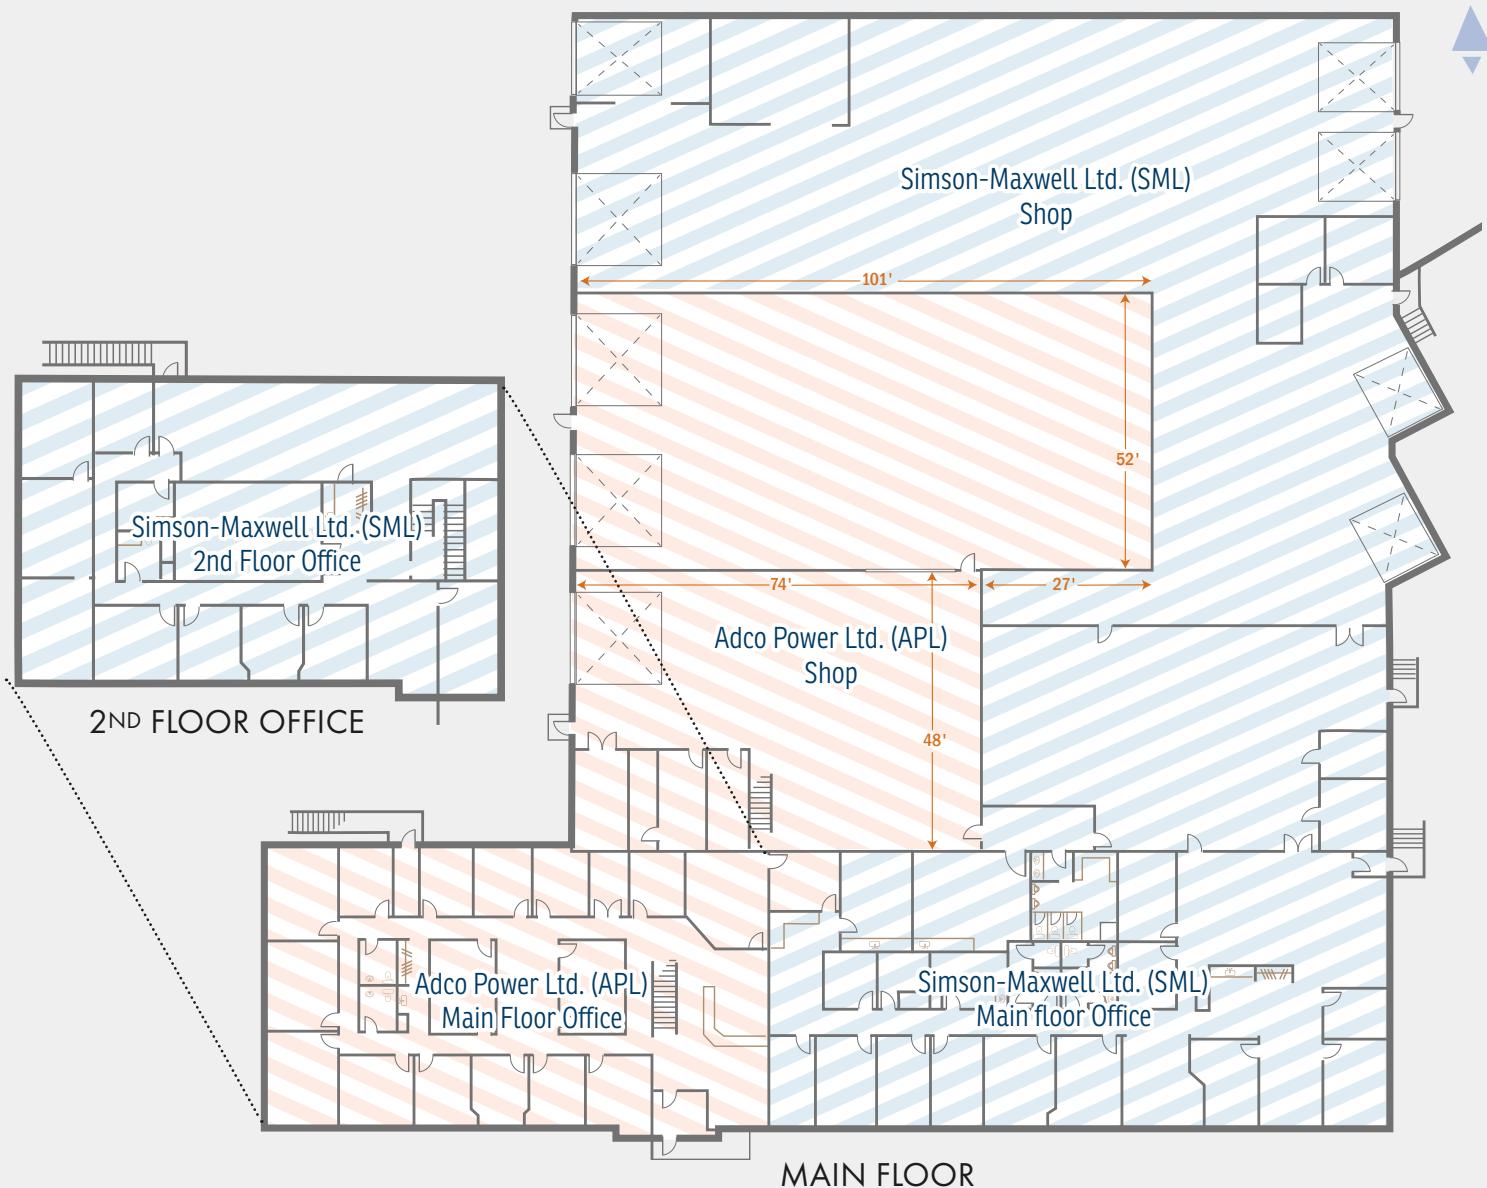 Simson-Maxwell Ltd. (SML)
Shop
101'
52'
74'
27'
Adco Power Ltd. (APL)
Shop
48'
Simson-Maxwell Ltd. (SML)
2nd Floor Office
2ND FLOOR OFFICE
Adco Power Ltd. (APL)
Main Floor Office
Simson-Maxwell Ltd. (SML)
Main floor Office
MAIN FLOOR